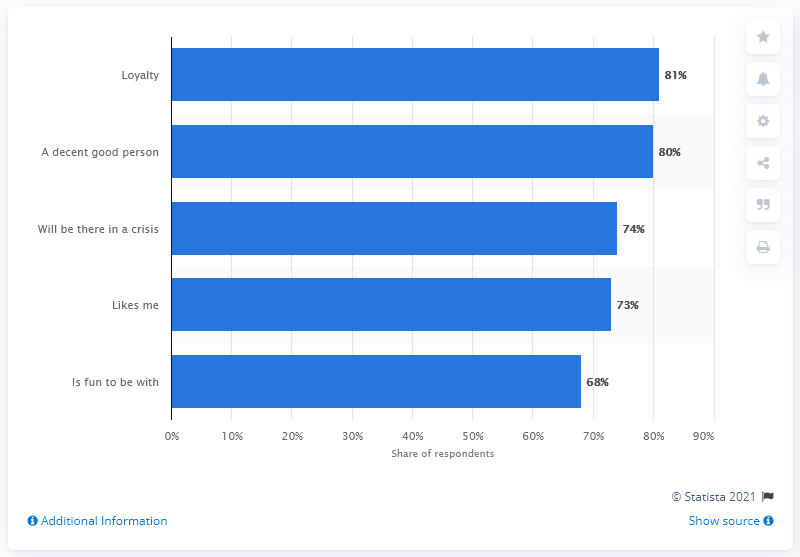 Loyalty
81%
A decent good person
80%
Will be there in a crisis
74%
Likes me
73%
Is fun to be with
68%
0% 10% 20% 30% 40% 50% 60% 70% 80% 90%
Share of respondents
© Statista 2021
Additional Information
Show source